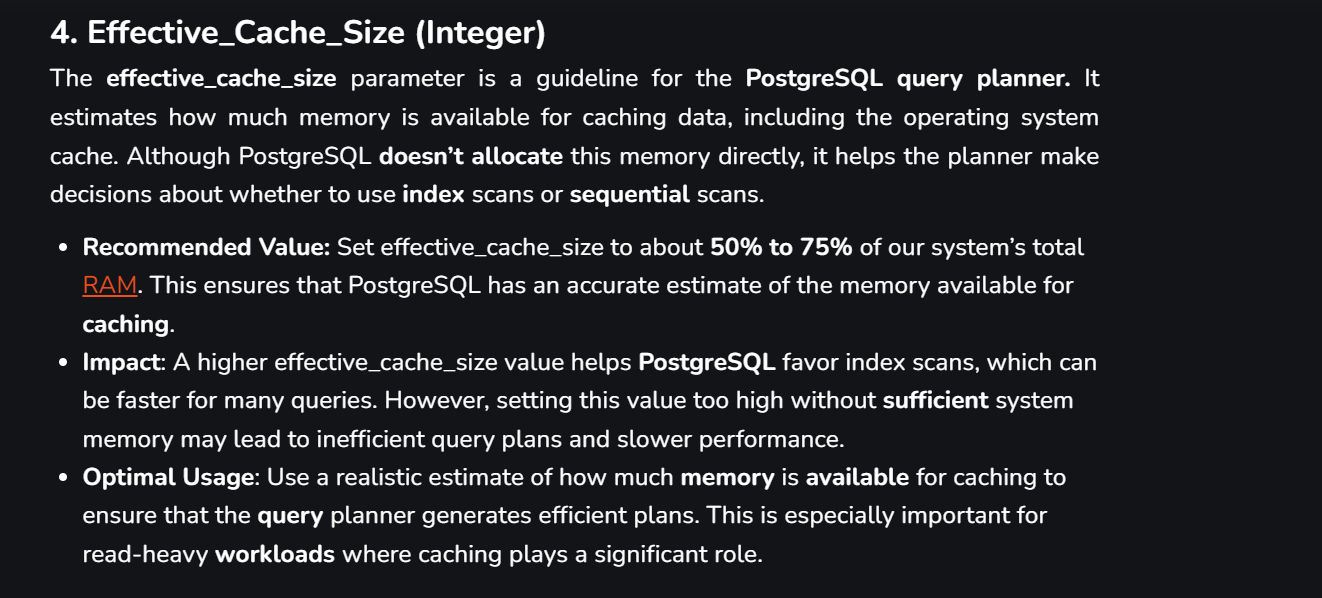 4. Effective_Cache_Size (Integer)
The effective_cache_size parameter is a guideline for the PostgreSQL query planner. It
estimates how much memory is available for caching data, including the operating system
cache. Although PostgreSQL doesn’t allocate this memory directly, it helps the planner make
decisions about whether to use index scans or sequential scans.
• Recommended Value: Set effective_cache_size to about 50% to 75% of our system’s total
RAM. This ensures that PostgreSQL has an accurate estimate of the memory available for
caching.
• Impact: A higher effective_cache_size value helps PostgreSQL favor index scans, which can
be faster for many queries. However, setting this value too high without sufficient system
memory may lead to inefficient query plans and slower performance.
• Optimal Usage: Use a realistic estimate of how much memory is available for caching to
ensure that the query planner generates efficient plans. This is especially important for
read-heavy workloads where caching plays a significant role.